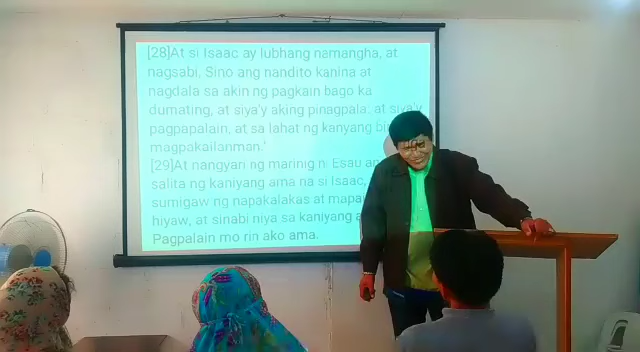 [28]At si Isaac ay lubhang namangha, at
nagsabi, Sino ang nandito kanina at
nagdala sa akin ng pagkain bago ka
dumating, at siya'y aking pinagpala: at siya'y
pagpapalain, at sa lahat ng kanyang
magpakailanman.'
[29]At nangyari ng marinig ni Esau
salita ng kaniyang ama na si Isaac,
sumigaw ng napakalakas at
hiyaw, at sinabi niya sa kaniyang
Pagpalain mo rin ako ama.